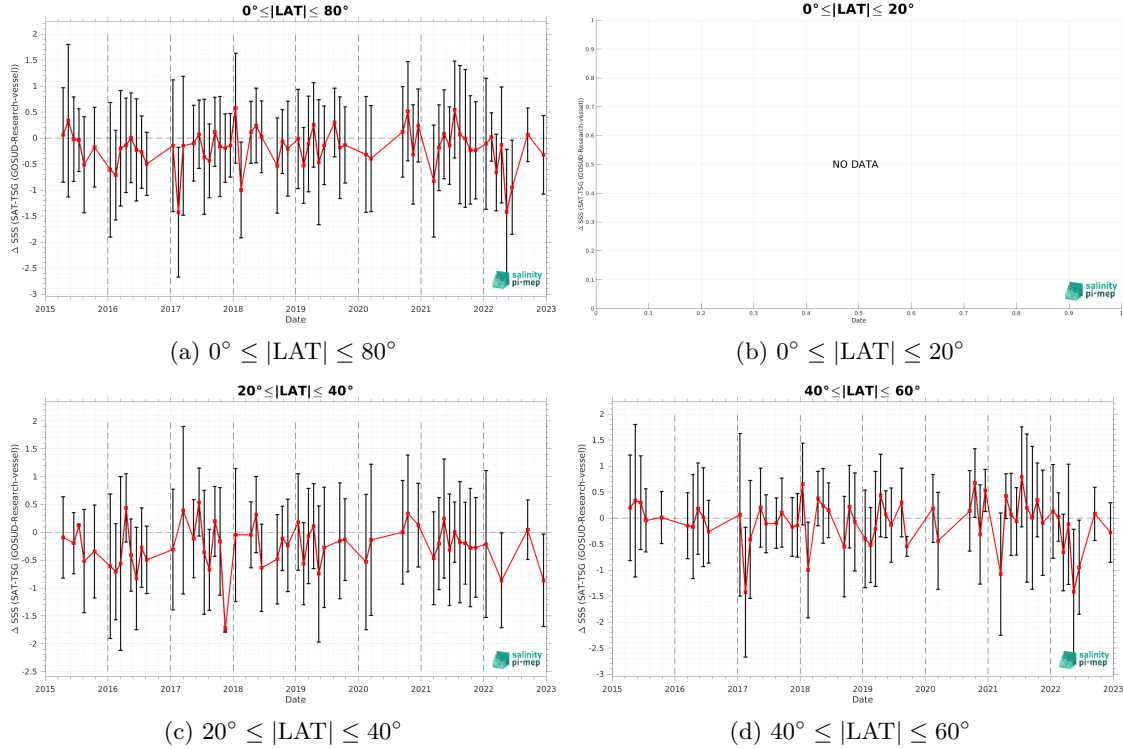 0°≤|LAT|≤ 80°
Δ SSS (SAT-TSG (GOSUD-Research-vessel))
2
1.5
1
0.5
0
-0.5
-1
-1.5
-2
-2.5
-3
2015 2016 2017 2018 2019 2020 2021 2022 2023
Date
salinity
pi-mep
(a) 0° ≤ |LAT| ≤ 80°
0°≤|LAT|≤ 20°
Δ SSS (SAT-TSG (GOSUD-Research-vessel))
1
0.9
0.8
0.7
0.6
0.5
0.4
0.3
0.2
0.1
0
NO DATA
0 0.1 0.2 0.3 0.4 0.5 0.6 0.7 0.8 0.9 1
Date
salinity
pi-mep
(b) 0° ≤ |LAT| ≤ 20°
20°≤|LAT|≤ 40°
Δ SSS (SAT-TSG (GOSUD-Research-vessel))
2
1.5
1
0.5
0
-0.5
-1
-1.5
-2
-2.5
2015 2016 2017 2018 2019 2020 2021 2022 2023
Date
salinity
pi-mep
(c) 20° ≤ |LAT| ≤ 40°
40°≤|LAT|≤ 60°
Δ SSS (SAT-TSG (GOSUD-Research-vessel))
2
1.5
1
0.5
0
-0.5
-1
-1.5
-2
-2.5
-3
2015 2016 2017 2018 2019 2020 2021 2022 2023
Date
salinity
pi-mep
(d) 40° ≤ |LAT| ≤ 60°